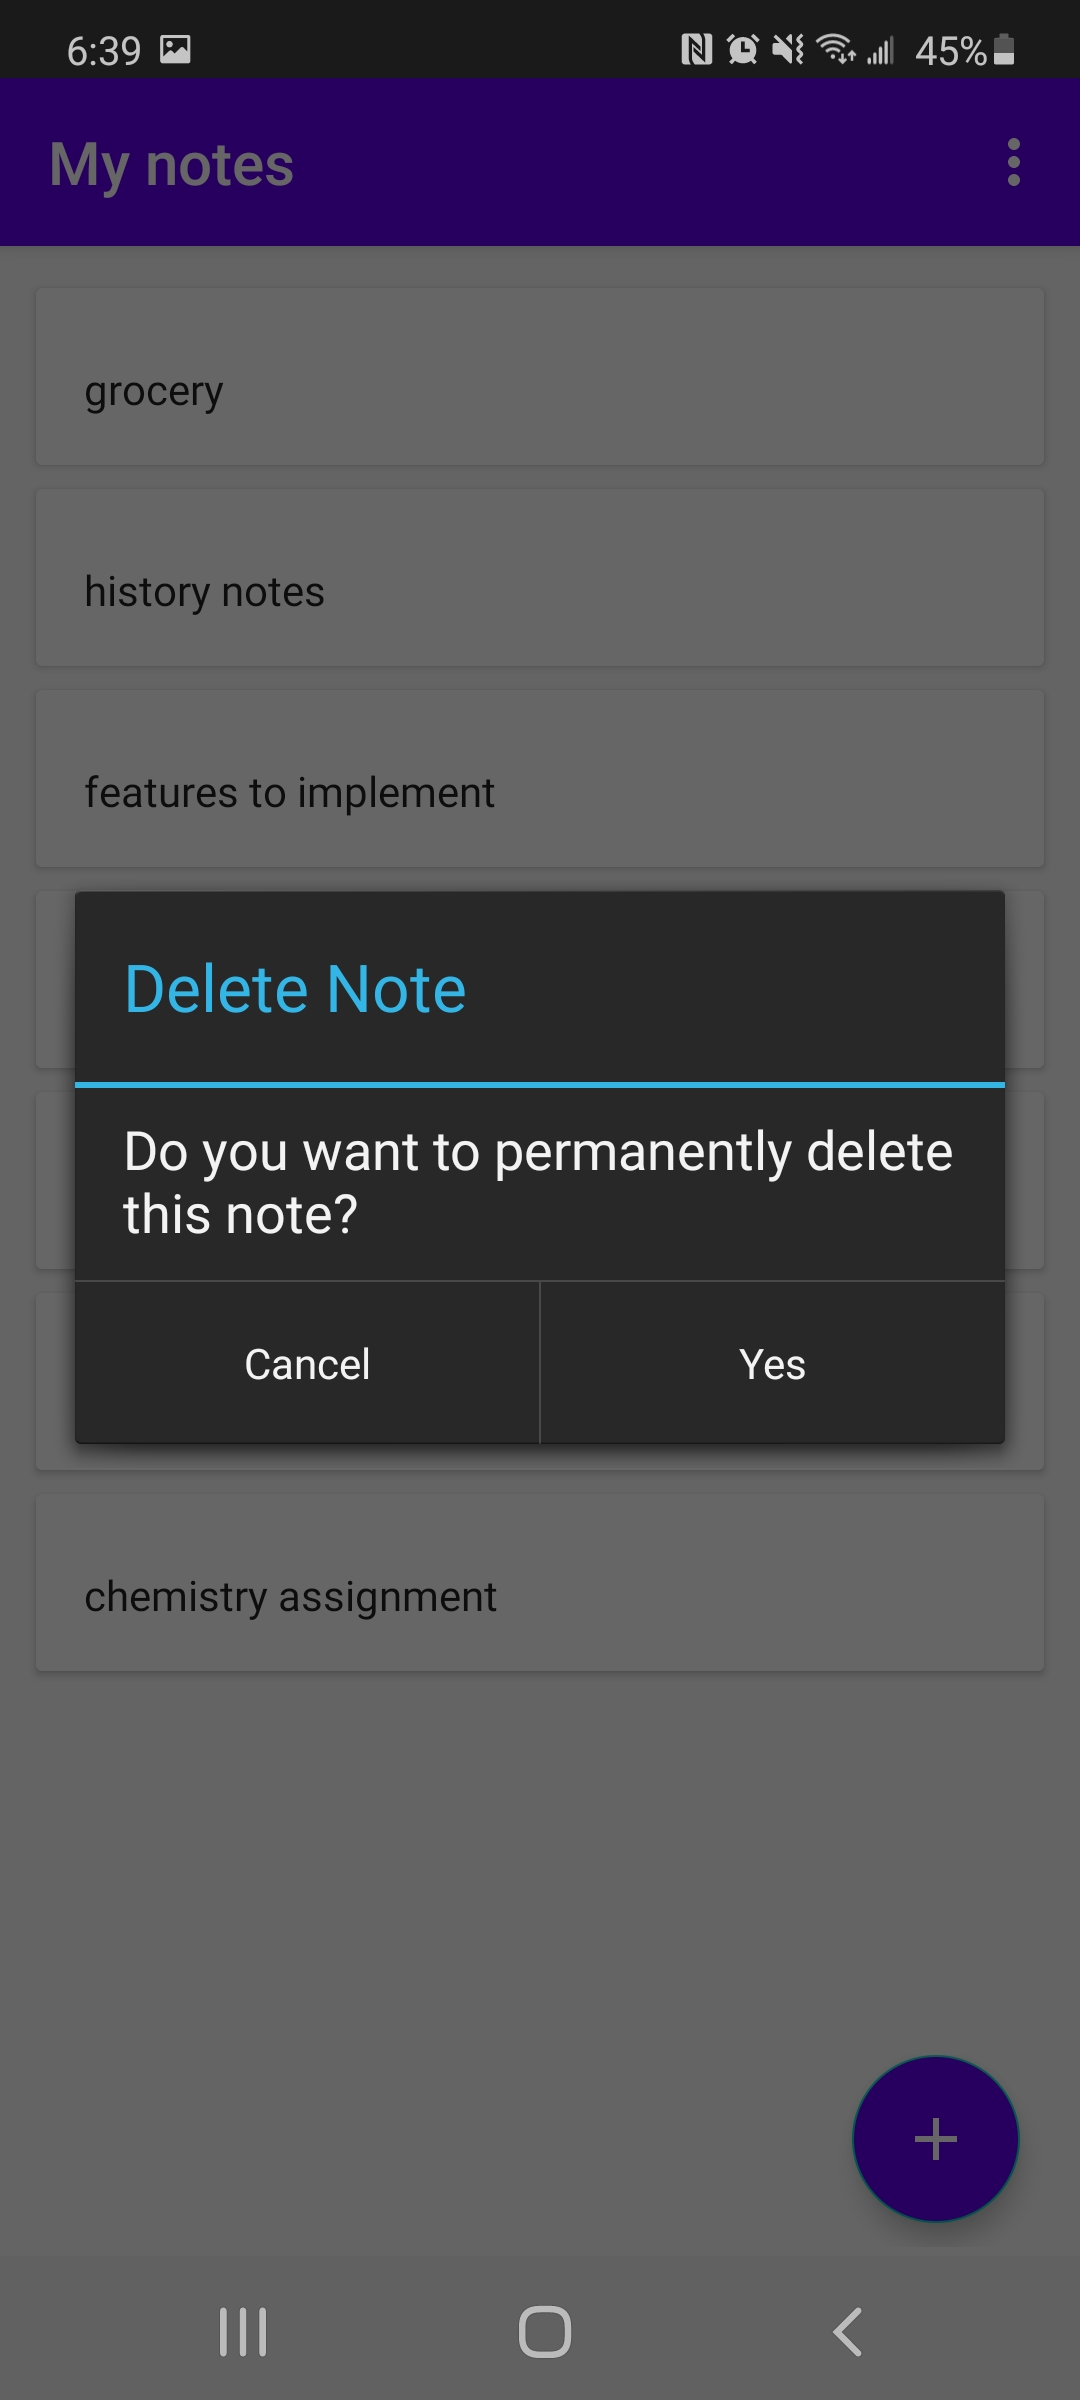 6:39 45%
My notes
grocery
history notes
features to implement
Delete Note
Do you want to permanently delete
this note?
Cancel Yes
chemistry assignment